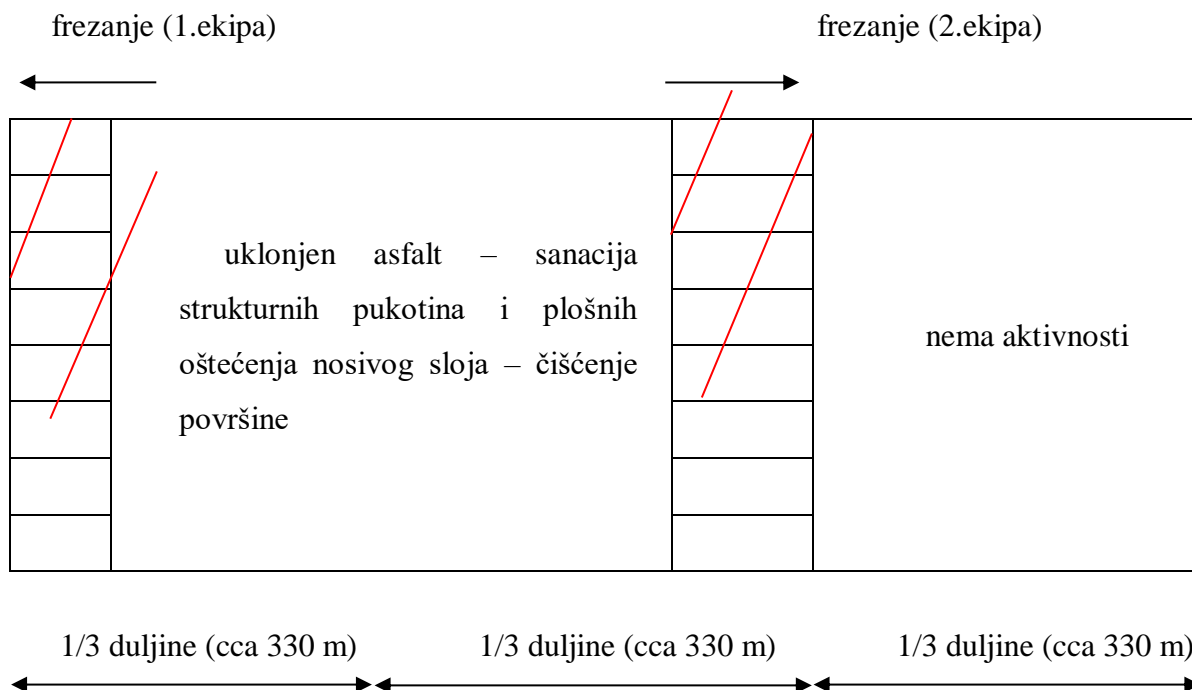 frezanje (1.ekipa)
frezanje (2.ekipa)
uklonjen asfalt – sanacija
strukturnih pukotina i plošnih
oštećenja nosivog sloja – čišćenje
površine
nema aktivnosti
1/3 duljine (cca 330 m)
1/3 duljine (cca 330 m)
1/3 duljine (cca 330 m)